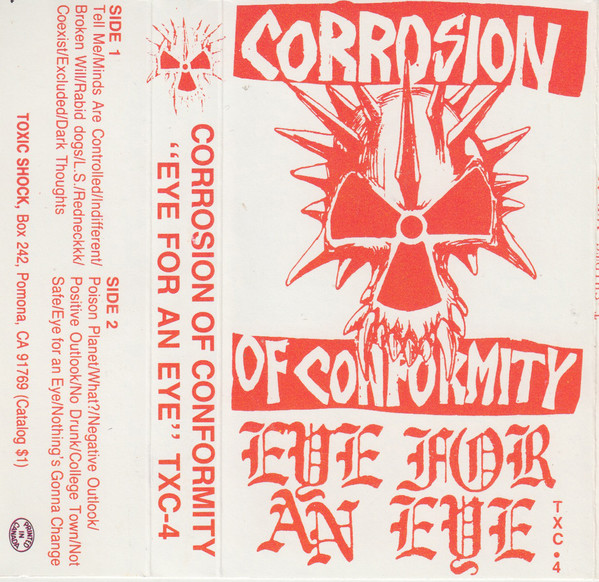 CORROSION
OF CONFORMITY
EYE FOR
AN EYE
TXC•4
CORROSION OF CONFORMITY
"EYE FOR AN EYE" TXC-4
SIDE 1
Tell Me/Minds Are Controlled/Indifferent/
Broken Will/Rabid dogs/L.S./Redneckkk/
Coexist/Excluded/Dark Thoughts
SIDE 2
Poison Planet/What?/Negative Outlook/
Positive Outlook/No Drunk/College Town/Not
Safe/Eye for an Eye/Nothing's Gonna Change
TOXIC SHOCK, Box 242, Pomona, CA 91769 (Catalog $1)
PRINTED
IN
CANADA